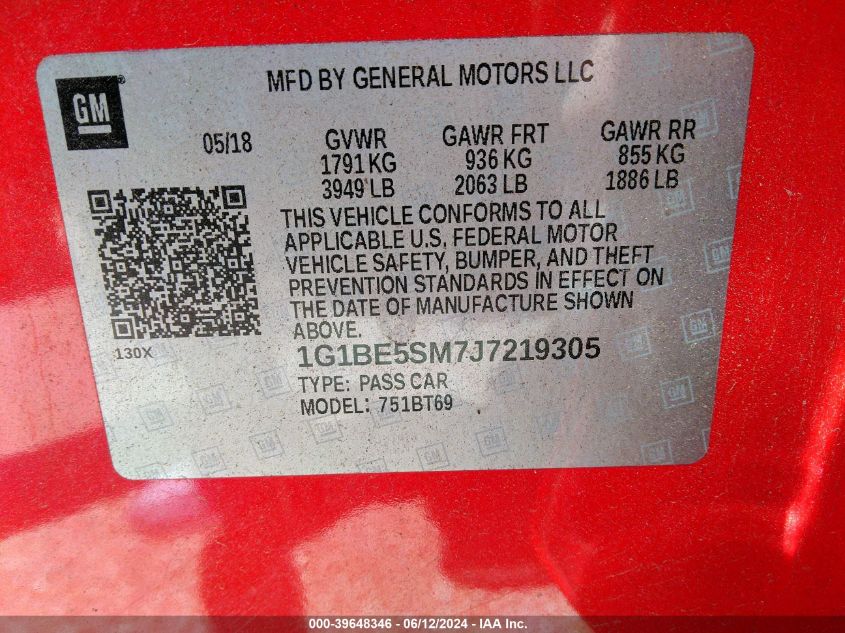 MFD BY GENERAL MOTORS LLC
GM
05/18 GVWR GAWR FRT GAWR RR
1791 KG 936 KG 855 KG
3949 LB 2063 LB 1886 LB
THIS VEHICLE CONFORMS TO ALL
APPLICABLE U.S. FEDERAL MOTOR
VEHICLE SAFETY, BUMPER, AND THEFT
PREVENTION STANDARDS IN EFFECT ON
THE DATE OF MANUFACTURE SHOWN
ABOVE.
130X
1G1BE5SM7J7219305
TYPE: PASS CAR
MODEL: 751BT69
000-39648346 / 06/12/2024 - IAA Inc.